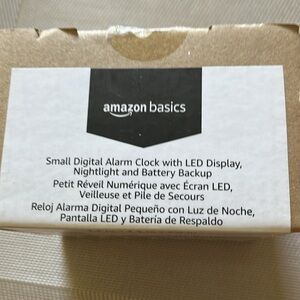 amazon basics
Small Digital Alarm Clock with LED Display,
Nightlight and Battery Backup
Petit Réveil Numérique avec Écran LED,
Veilleuse et Pile de Secours
Reloj Alarma Digital Pequeño con Luz de Noche,
Pantalla LED y Batería de Respaldo